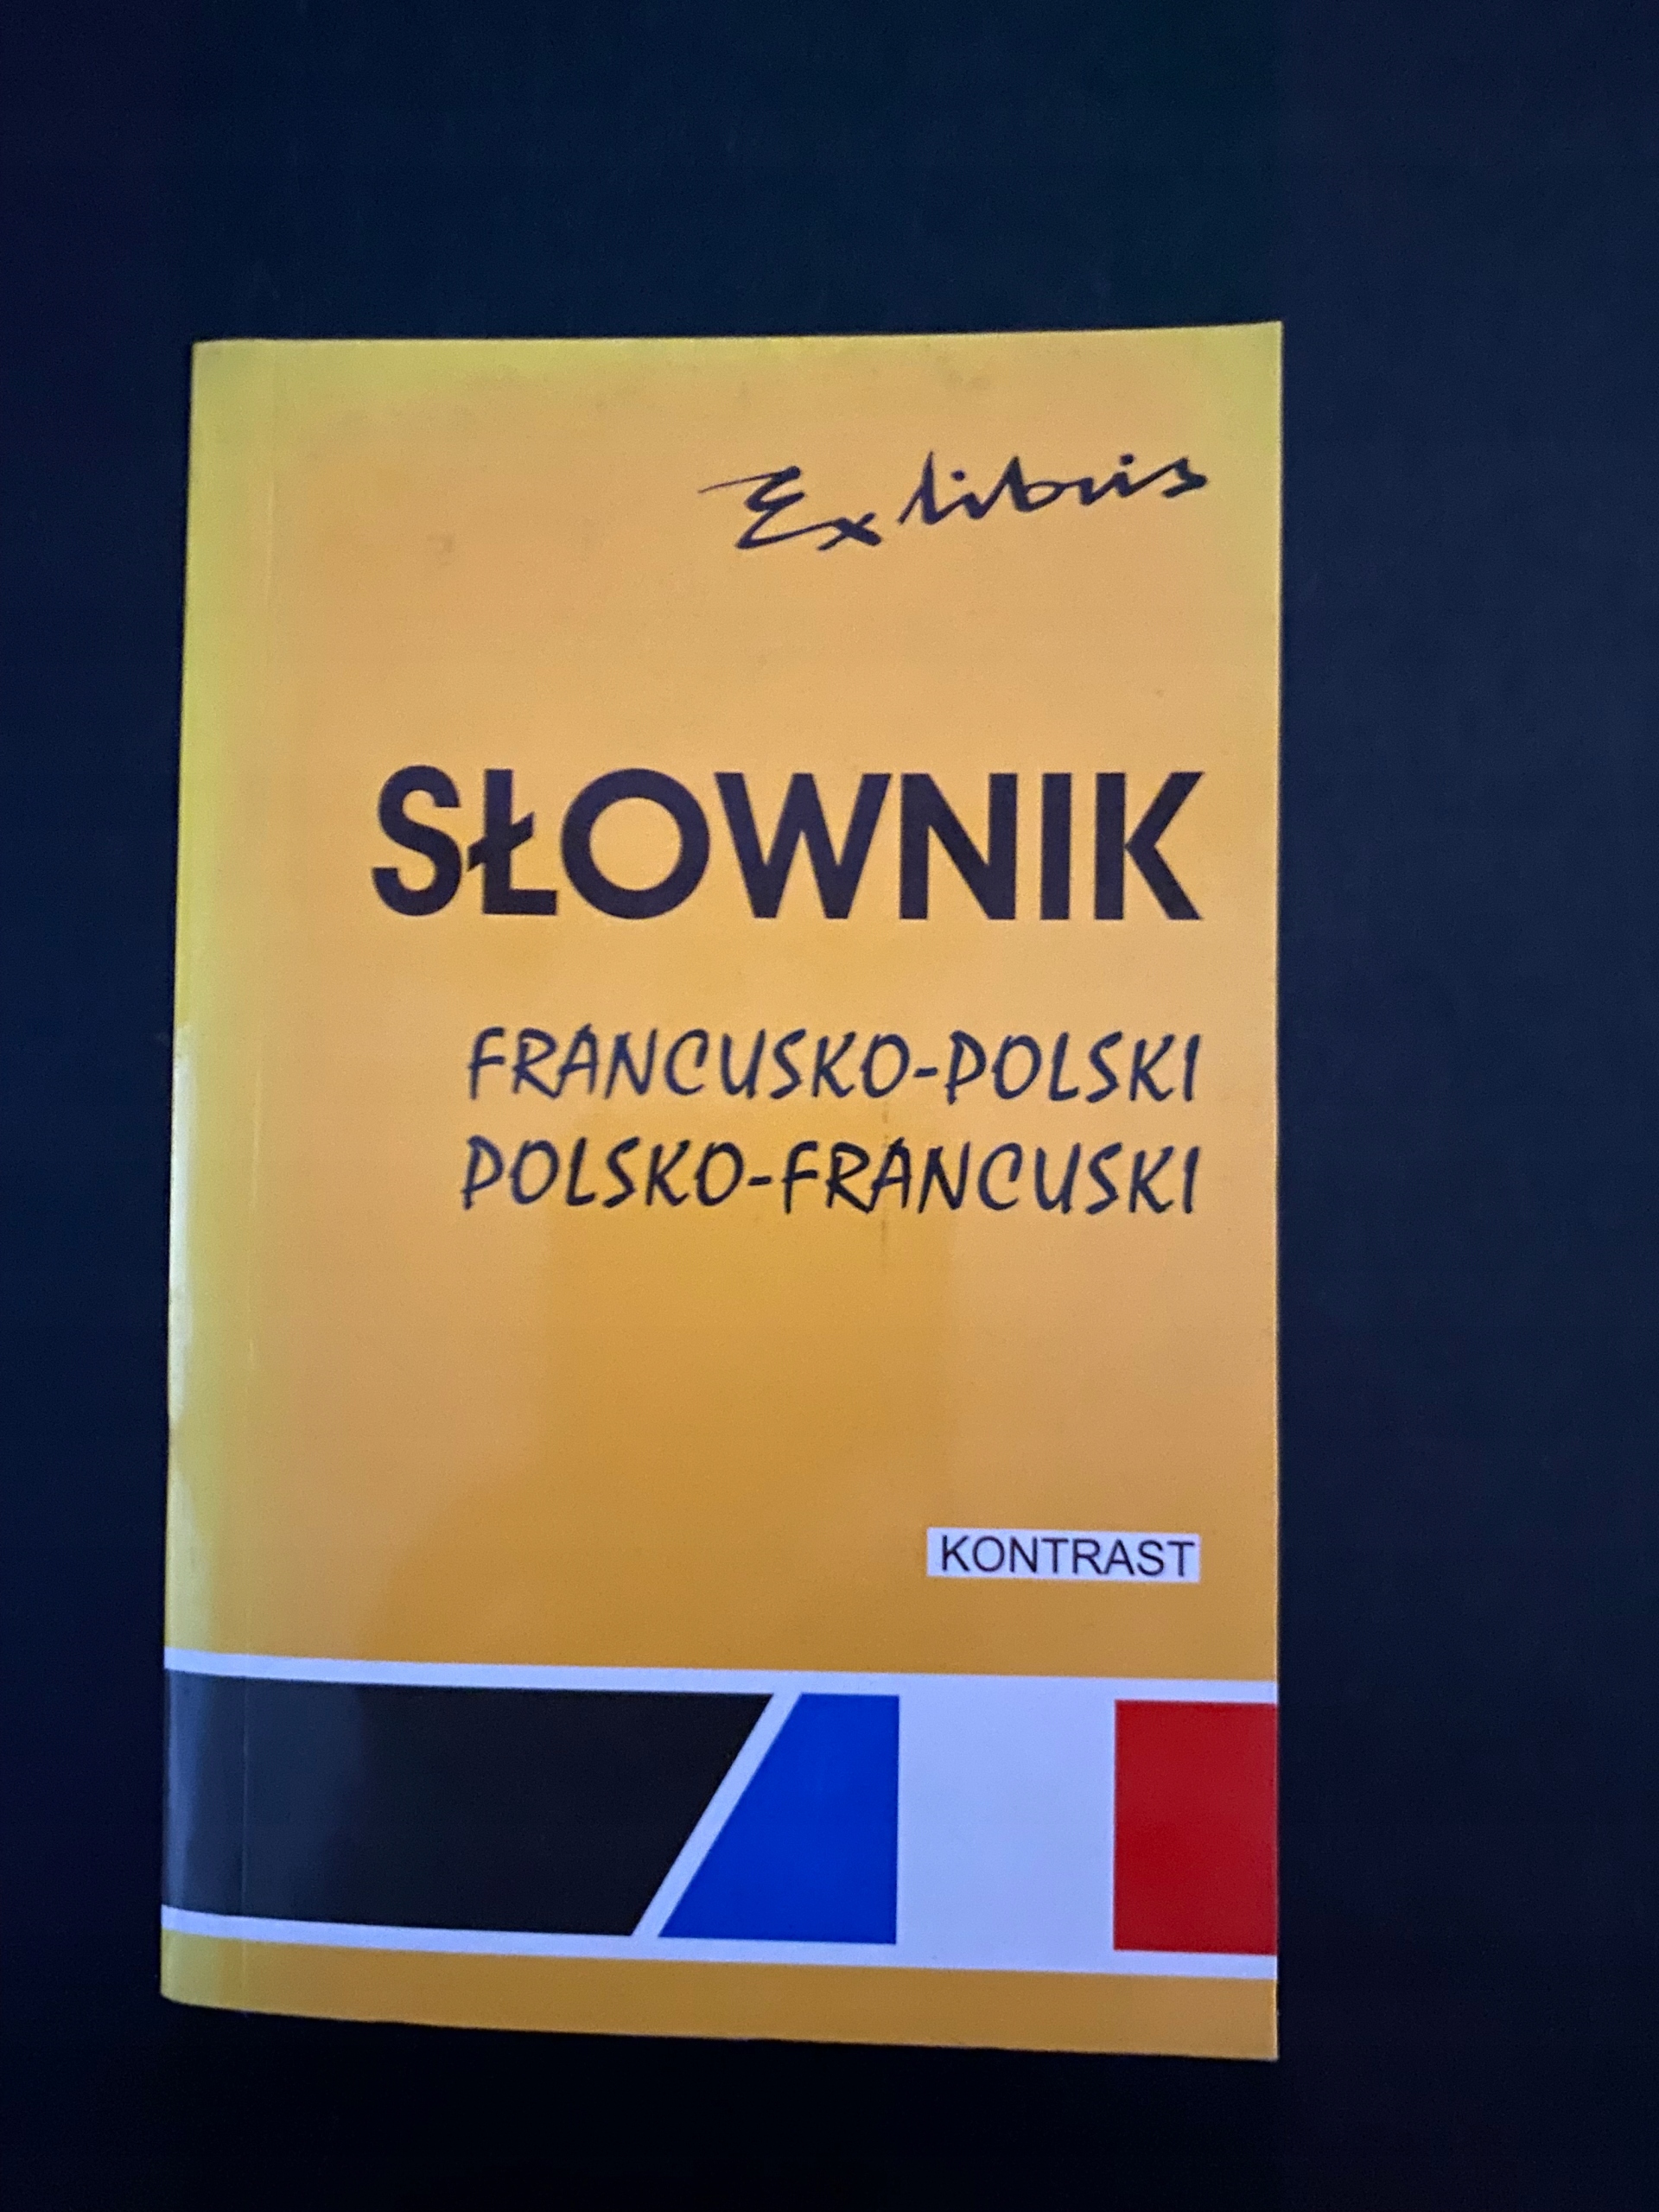 Ex libris
SŁOWNIK
FRANCUSKO-POLSKI
POLSKO-FRANCUSKI
KONTRAST